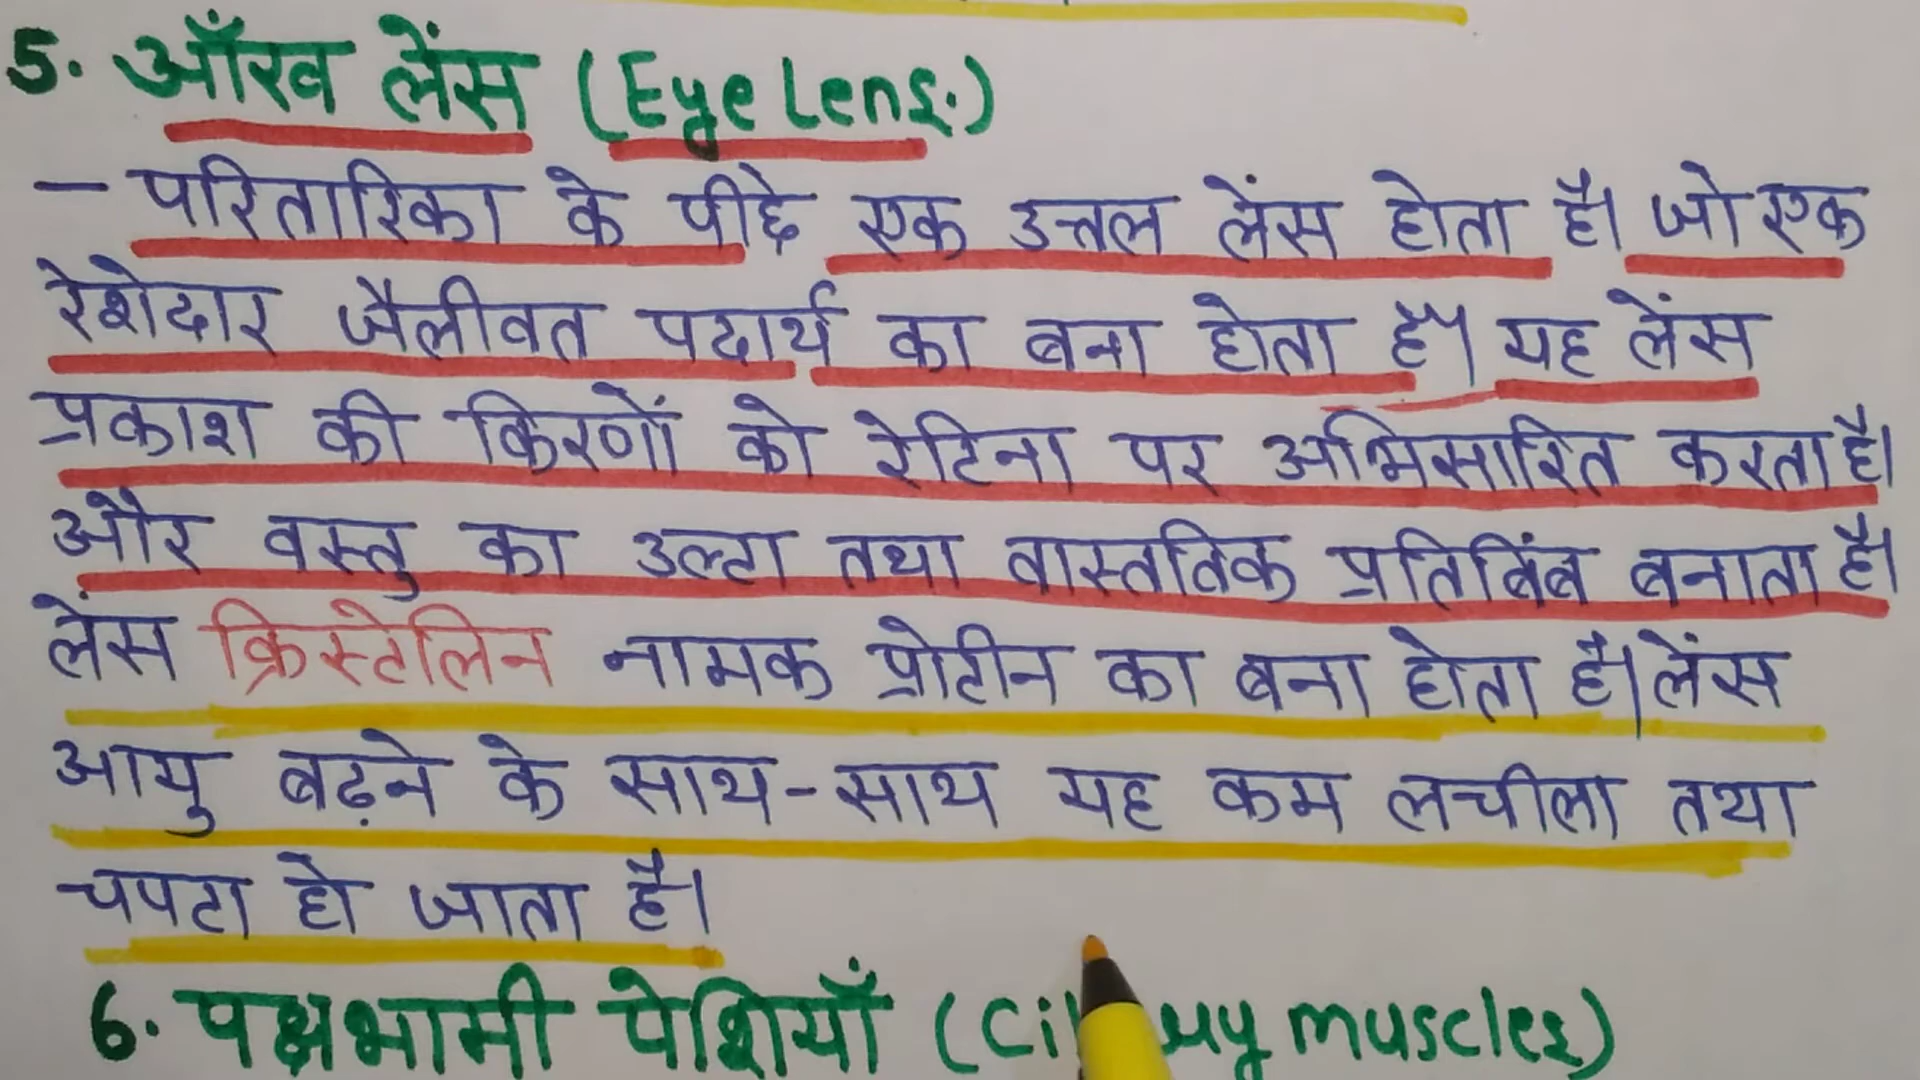 5. आँख लेंस (Eye Lens.)
– परितारिका के पीछे एक उत्तल लेंस होता है। जो एक
रेशेदार जैलीवत पदार्थ का बना होता है। यह लेंस
प्रकाश की किरणों को रेटिना पर अभिसारित करता है।
और वस्तु का उल्टा तथा वास्तविक प्रतिबिंब बनाता है।
लेंस क्रिस्टेलिन नामक प्रोटीन का बना होता है। लेंस
आयु बढ़ने के साथ-साथ यह कम लचीला तथा
चपटा हो जाता है।
6. पक्ष्माभी पेशियाँ (Ciliary muscles)